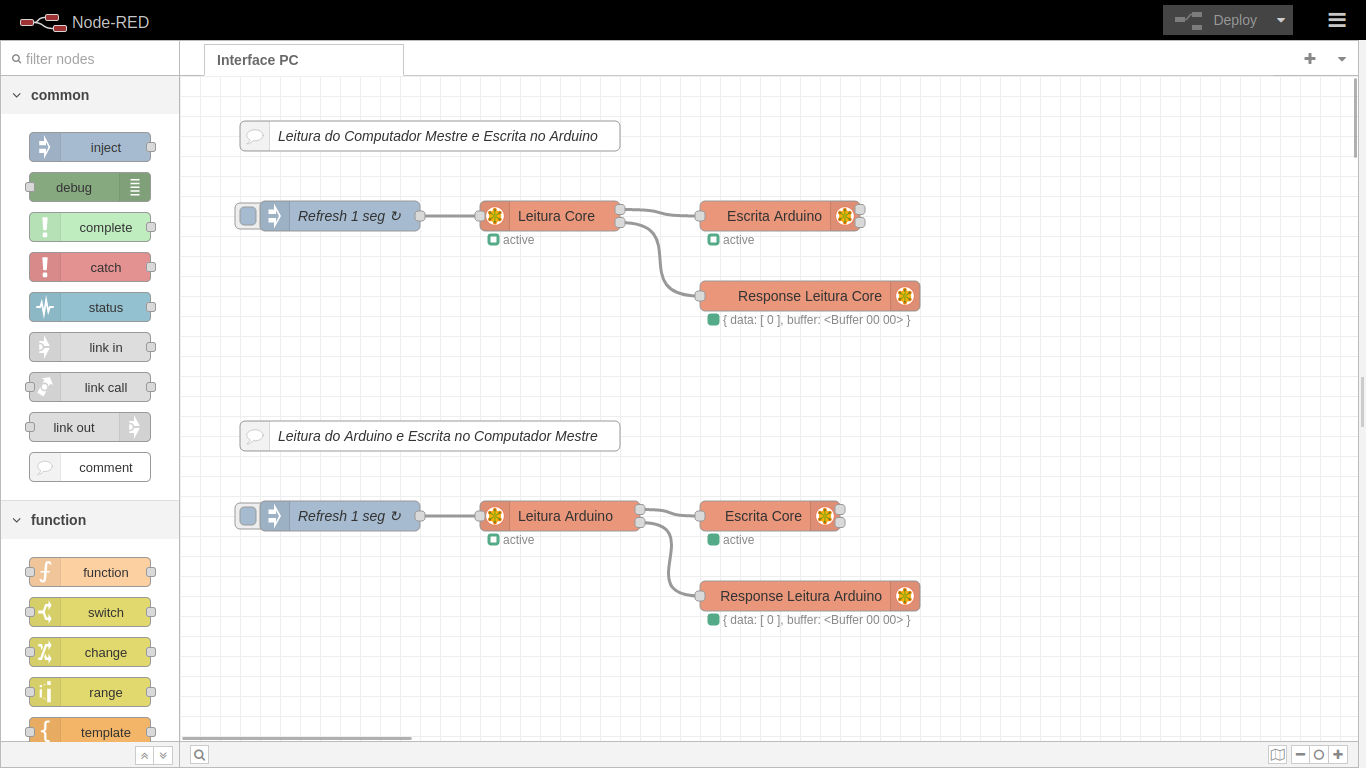 Node-RED
Deploy
filter nodes
Interface PC
common
inject
debug
complete
catch
status
link in
link call
link out
comment
function
function
switch
change
range
template
Leitura do Computador Mestre e Escrita no Arduino
Refresh 1 seg ↻
Leitura Core
active
Escrita Arduino
active
Response Leitura Core
{ data: [ 0 ], buffer: <Buffer 00 00> }
Leitura do Arduino e Escrita no Computador Mestre
Refresh 1 seg ↻
Leitura Arduino
active
Escrita Core
active
Response Leitura Arduino
{ data: [ 0 ], buffer: <Buffer 00 00> }